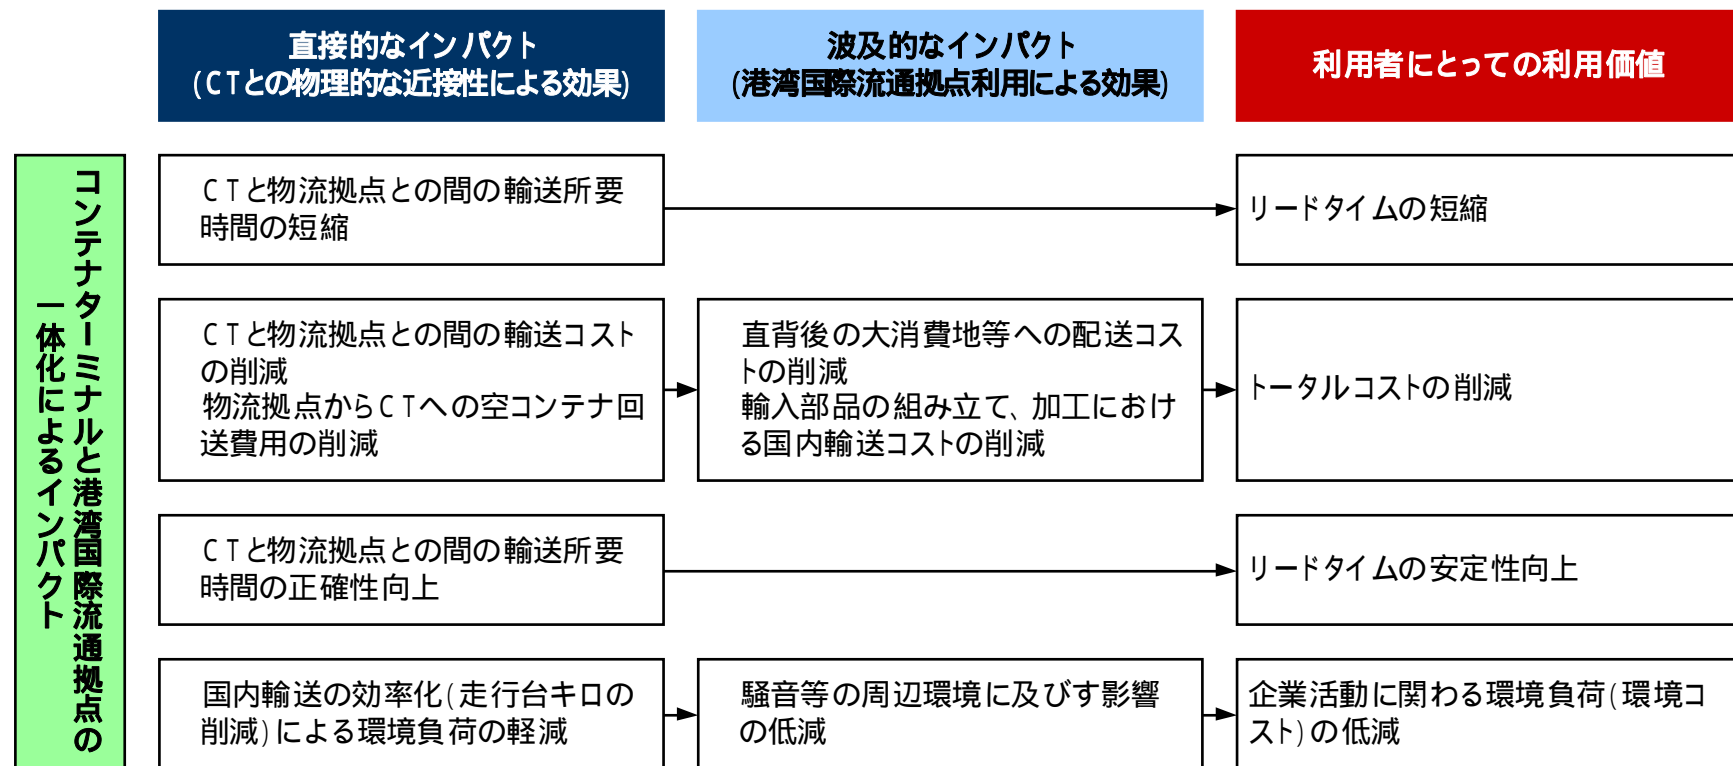 直接的なインパクト
(CTとの物理的な近接性による効果)
波及的なインパクト
(港湾国際流通拠点利用による効果)
利用者にとっての利用価値
コンテナターミナルと港湾国際流通拠点の
一体化によるインパクト
CTと物流拠点との間の輸送所要
時間の短縮
リードタイムの短縮
CTと物流拠点との間の輸送コスト
の削減
物流拠点からCTへの空コンテナ回
送費用の削減
直背後の大消費地等への配送コス
トの削減
輸入部品の組み立て、加工におけ
る国内輸送コストの削減
トータルコストの削減
CTと物流拠点との間の輸送所要
時間の正確性向上
リードタイムの安定性向上
国内輸送の効率化(走行台キロの
削減)による環境負荷の軽減
騒音等の周辺環境に及びす影響
の低減
企業活動に関わる環境負荷(環境コ
スト)の低減